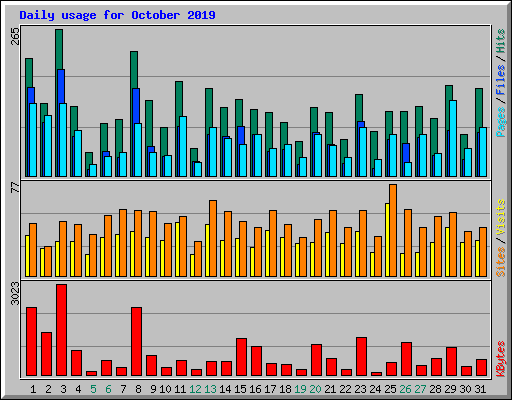 Daily usage for October 2019
265
Pages / Files / Hits
77
Sites / Visits
3023
KBytes
1 2 3 4 5 6 7 8 9 10 11 12 13 14 15 16 17 18 19 20 21 22 23 24 25 26 27 28 29 30 31